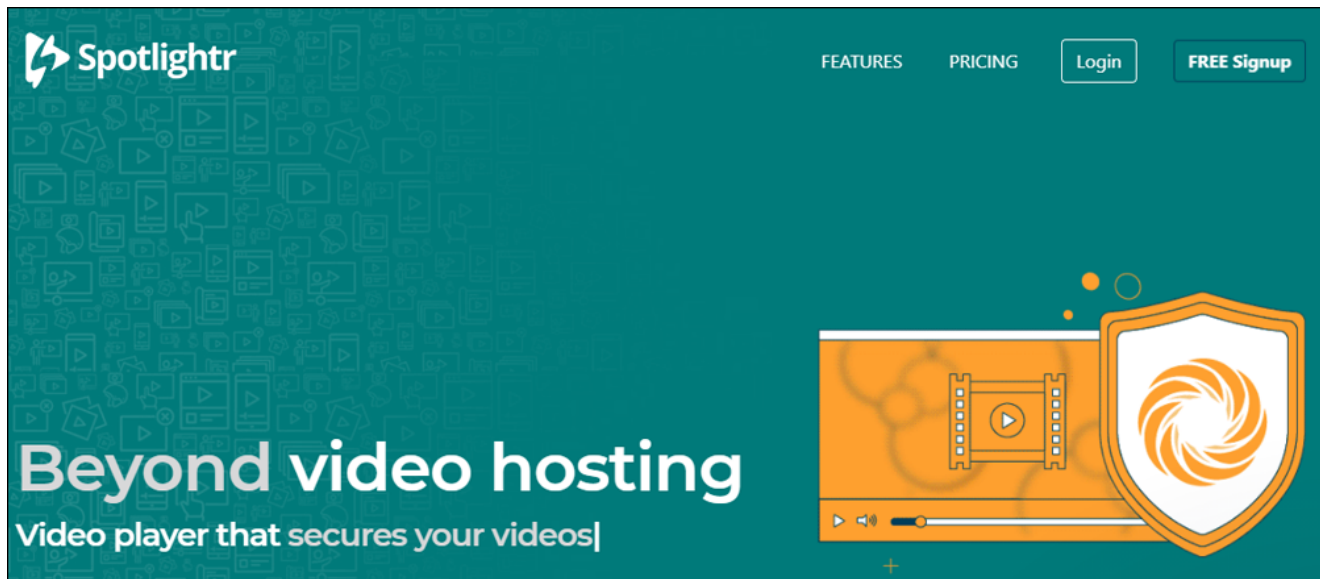 Spotlightr
FEATURES PRICING Login FREE Signup
Beyond video hosting
Video player that secures your videos|